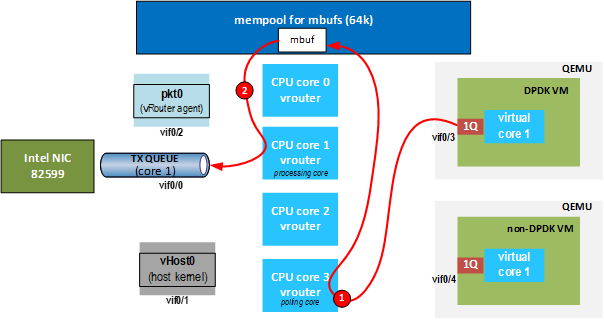 mempool for mbufs (64k)
mbuf
pkt0
(vRouter agent)
vif0/2
Intel NIC
82599
TX QUEUE
(core 1)
vif0/0
vHost0
(host kernel)
vif0/1
2
CPU core 0
vrouter
CPU core 1
vrouter
processing core
CPU core 2
vrouter
CPU core 3
vrouter
polling core
1
QEMU
DPDK VM
1Q
virtual
core 1
vif0/3
QEMU
non-DPDK VM
1Q
virtual
core 1
vif0/4